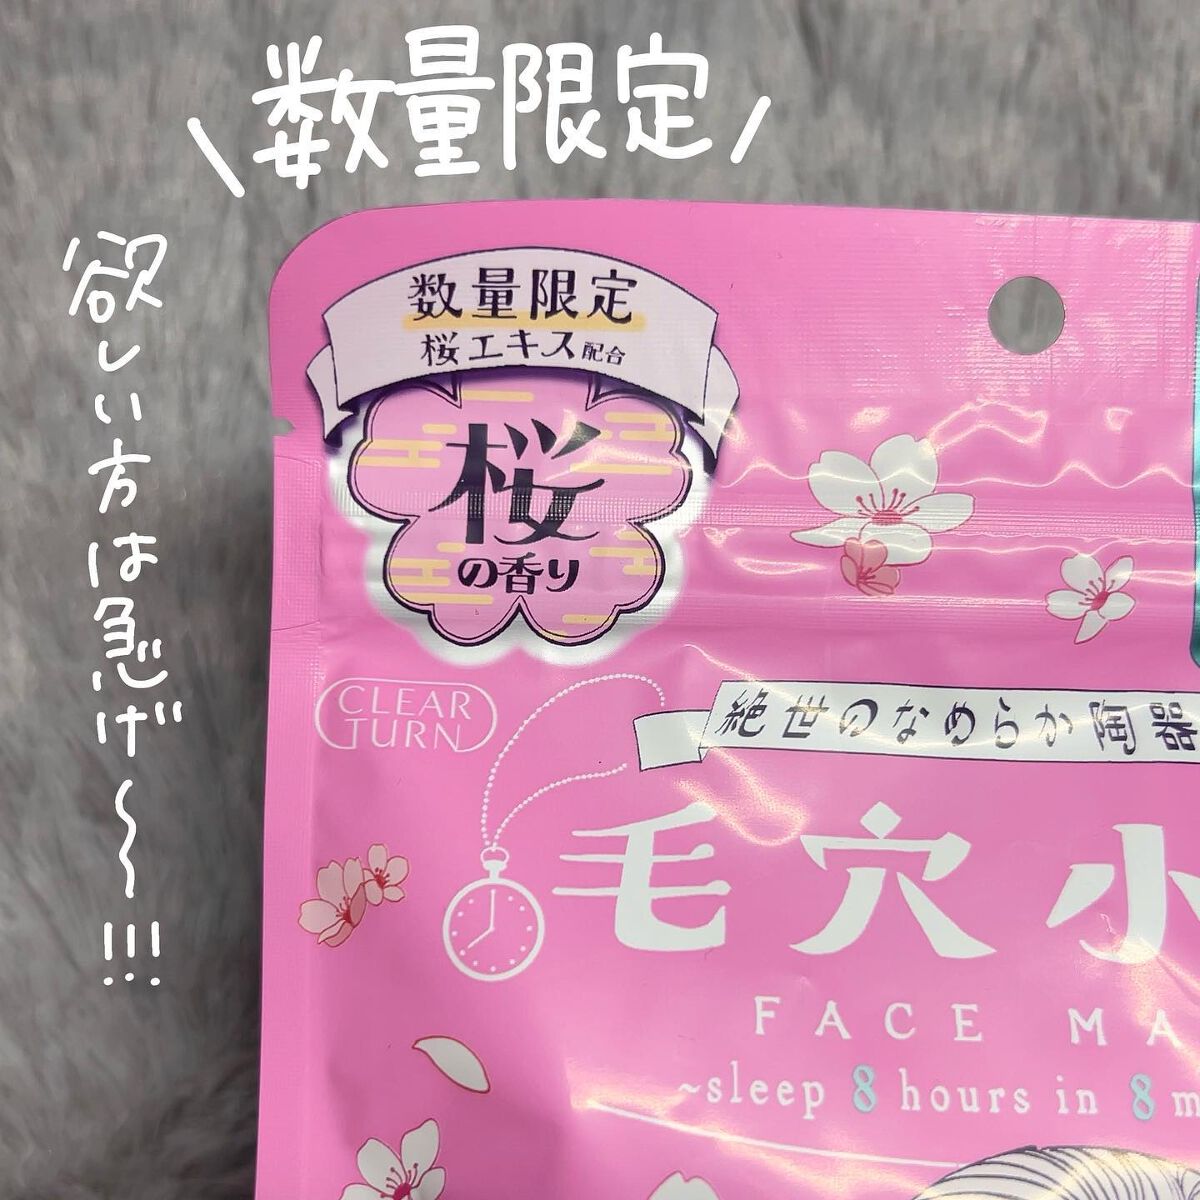 数量限定
欲しい方は急げ〜!!!
数量限定
桜エキス配合
桜
の香り
CLEAR
TURN
絶世のなめらか陶器
毛穴小
FACE MA
~sleep 8 hours in 8 m